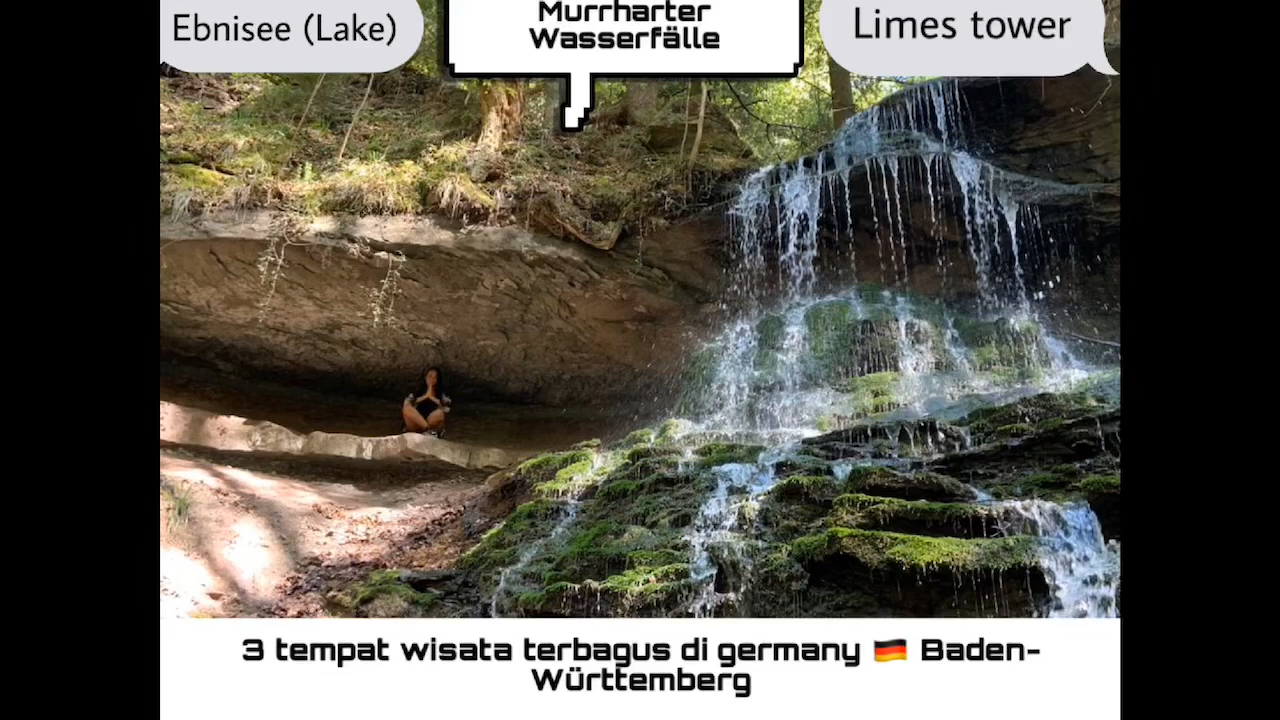 Ebnisee (Lake)
Murrharter
Wasserfälle
Limes tower
3 tempat wisata terbagus di germany 🇩🇪 Baden-
Württemberg